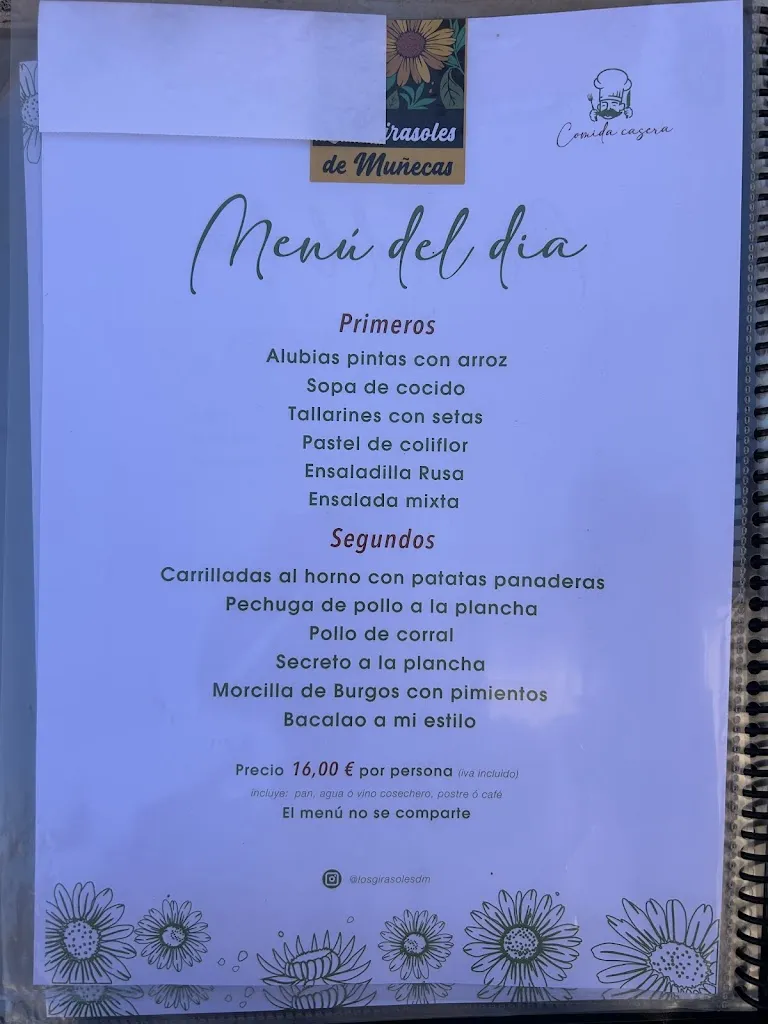 irasoles
de Muñecas
Comida casera
Menú del dia
Primeros
Alubias pintas con arroz
Sopa de cocido
Tallarines con setas
Pastel de coliflor
Ensaladilla Rusa
Ensalada mixta
Segundos
Carrilladas al horno con patatas panaderas
Pechuga de pollo a la plancha
Pollo de corral
Secreto a la plancha
Morcilla de Burgos con pimientos
Bacalao a mi estilo
Precio 16,00 € por persona (iva incluido)
incluye: pan, agua ó vino cosechero, postre ó café
El menú no se comparte
@losgirasolesdm